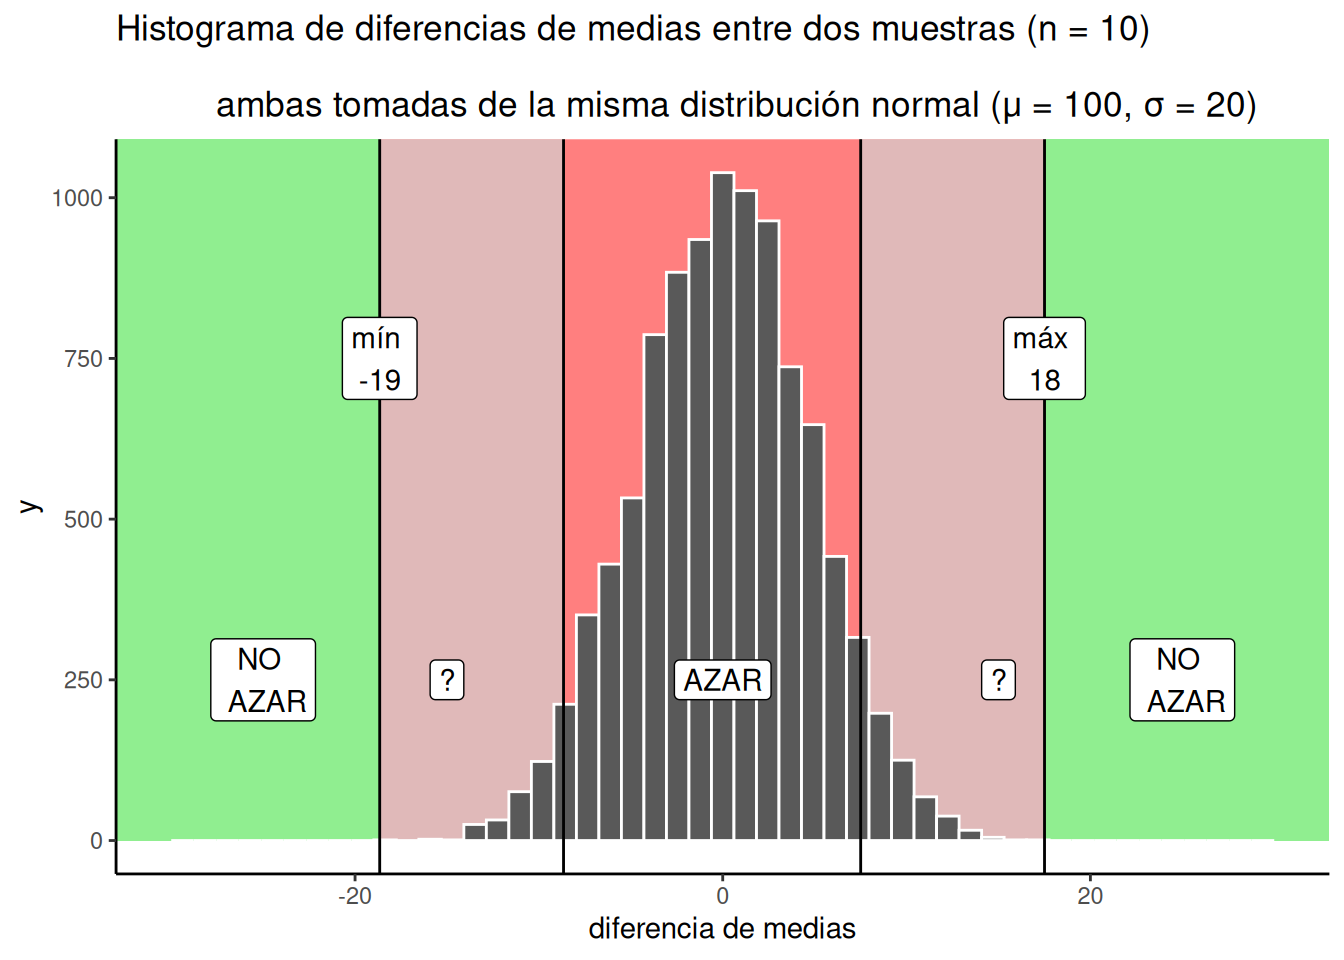 Histograma de diferencias de medias entre dos muestras (n = 10)
ambas tomadas de la misma distribución normal (μ = 100, σ = 20)
1000
750
500
250
0
y
mín
-19
máx
18
NO
AZAR
?
AZAR
?
NO
AZAR
-20
0
20
diferencia de medias